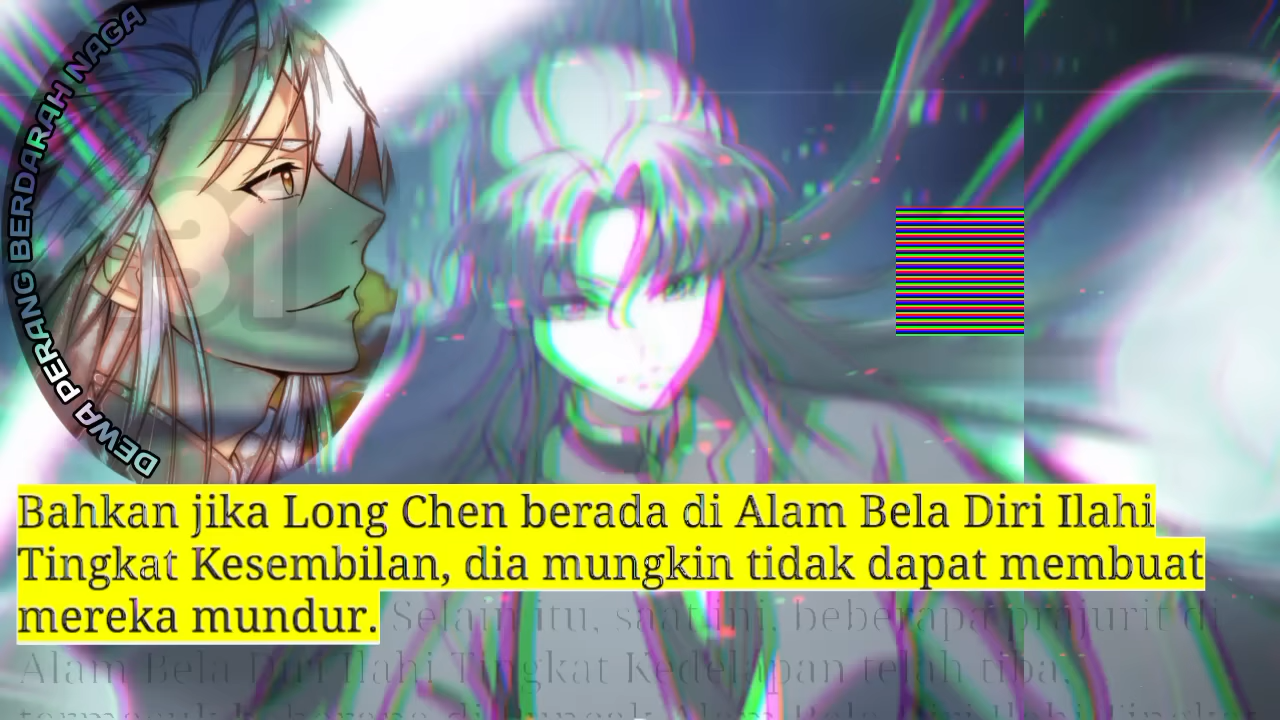 DEWA PERANG BERDARAH NAGA
31
Bahkan jika Long Chen berada di Alam Bela Diri Ilahi
Tingkat Kesembilan, dia mungkin tidak dapat membuat
mereka mundur. Selain itu, saat ini, beberapa prajurit di
Alam Bela Diri Ilahi Tingkat Kedelapan telah tiba,